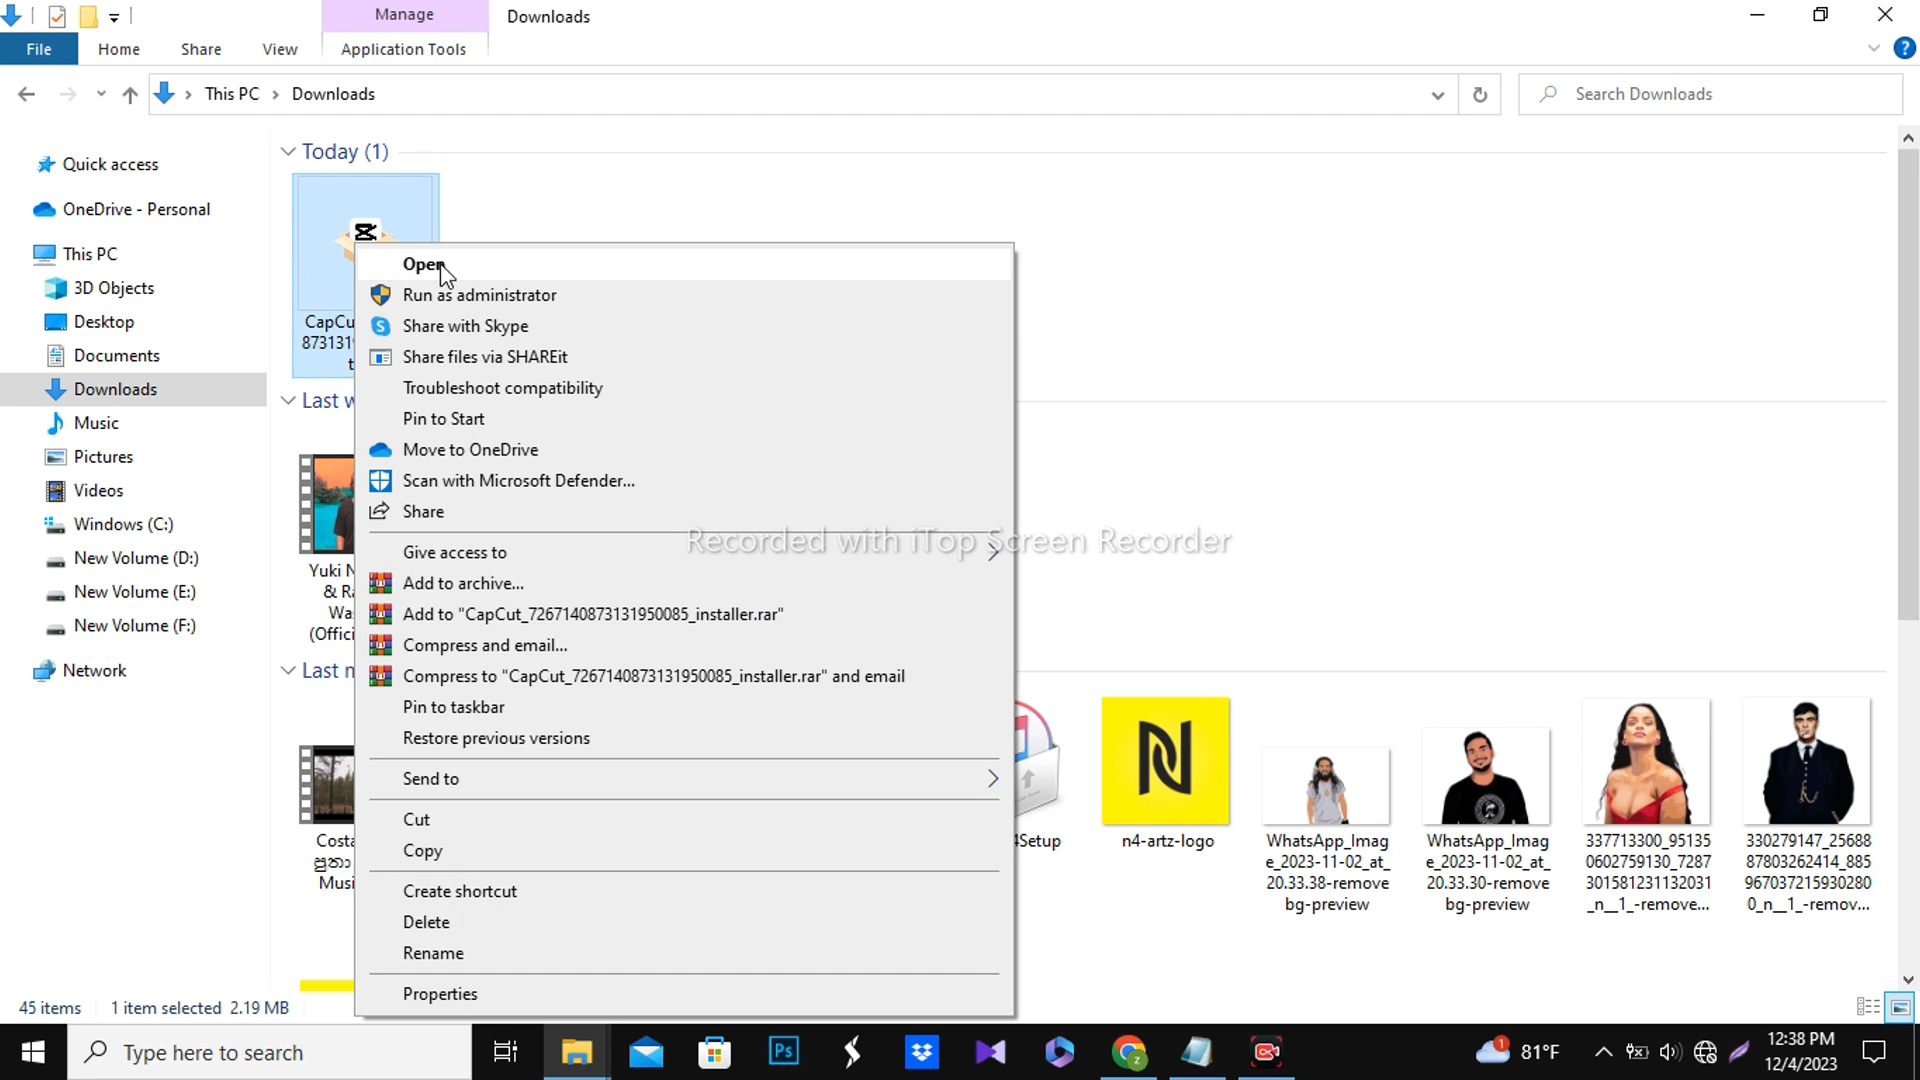 Manage
Downloads
File
Home
Share
View
Application Tools
This PC
Downloads
Search Downloads
Quick access
OneDrive - Personal
This PC
3D Objects
Desktop
Documents
Downloads
Music
Pictures
Videos
Windows (C:)
New Volume (D:)
New Volume (E:)
New Volume (F:)
Network
Today (1)
Open
Run as administrator
Share with Skype
Share files via SHAREit
Troubleshoot compatibility
Pin to Start
Move to OneDrive
Scan with Microsoft Defender...
Share
Give access to
Add to archive...
Add to "CapCut_7267140873131950085_installer.rar"
Compress and email...
Compress to "CapCut_7267140873131950085_installer.rar" and email
Pin to taskbar
Restore previous versions
Send to
Cut
Copy
Create shortcut
Delete
Rename
Properties
Recorded with iTop Screen Recorder
n4-artz-logo
WhatsApp_Imag
e_2023-11-02_at_
20.33.38-remove
bg-preview
WhatsApp_Imag
e_2023-11-02_at_
20.33.30-remove
bg-preview
337713300_95135
0602759130_7287
301581231132031
_n__1_-remove...
330279147_25688
87803262414_885
967037215930280
0_n__1_-remov...
45 items
1 item selected 2.19 MB
Type here to search
Ps
81°F
12:38 PM
12/4/2023